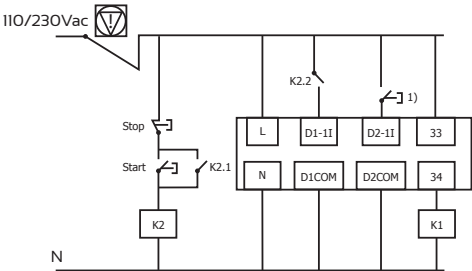 110/230Vac
K2.2
1)
Stop
L
D1-1I
D2-1I
33
Start
K2.1
N
D1COM
D2COM
34
K2
K1
N